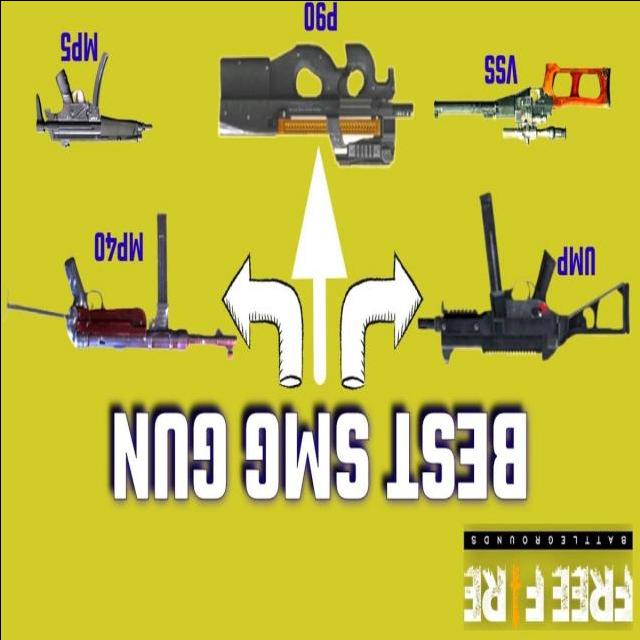 FREE FIRE
BATTLEGROUNDS
BEST SMG GUN
UMP
MP40
VSS
P90
MP5